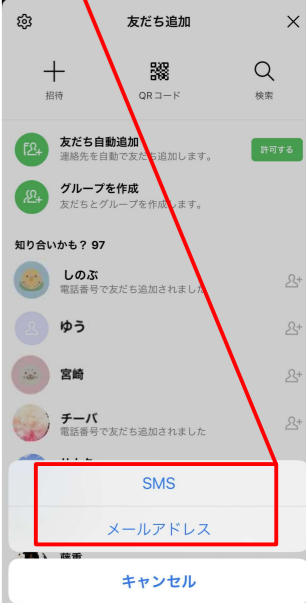 友だち追加
招待
QRコード
検索
友だち自動追加
連絡先を自動で友だち追加します。
許可する
グループを作成
友だちとグループを作成します。
知り合いかも？97
しのぶ
電話番号で友だち追加されました
ゆう
宮崎
チーバ
電話番号で友だち追加されました
SMS
メールアドレス
キャンセル